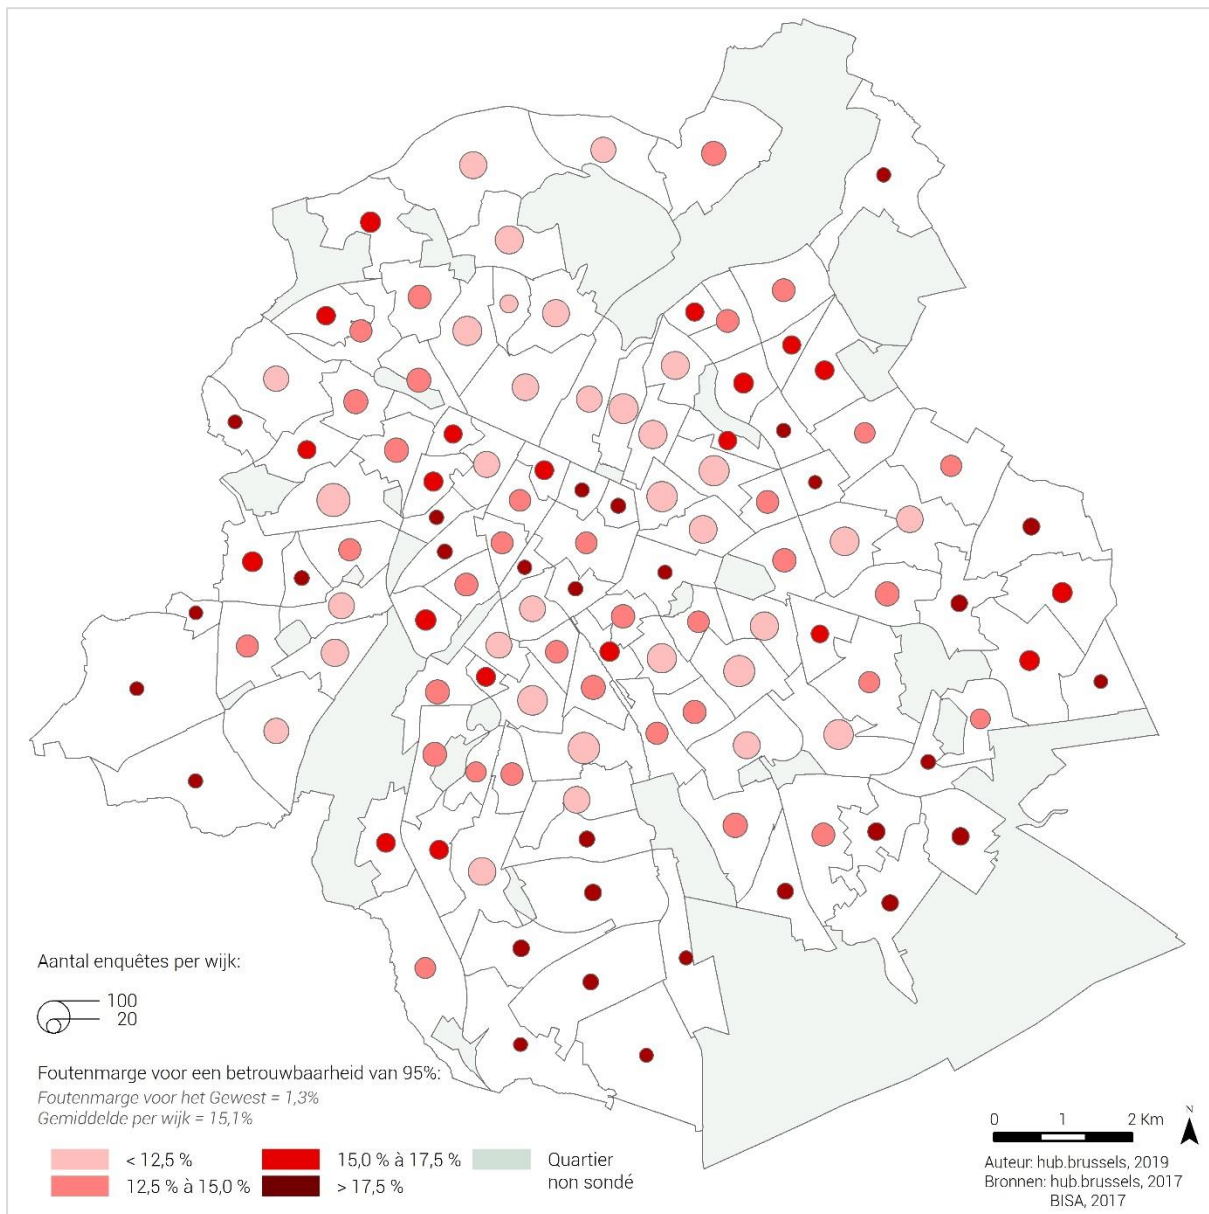 Aantal enquêtes per wijk:
100
20
Foutenmarge voor een betrouwbaarheid van 95%:
Foutenmarge voor het Gewest = 1,3%
Gemiddelde per wijk = 15,1%
< 12,5 %
12,5 % à 15,0 %
15,0 % à 17,5 %
> 17,5 %
Quartier
non sondé
0 1 2 Km
N
Auteur: hub.brussels, 2019
Bronnen: hub.brussels, 2017
BISA, 2017